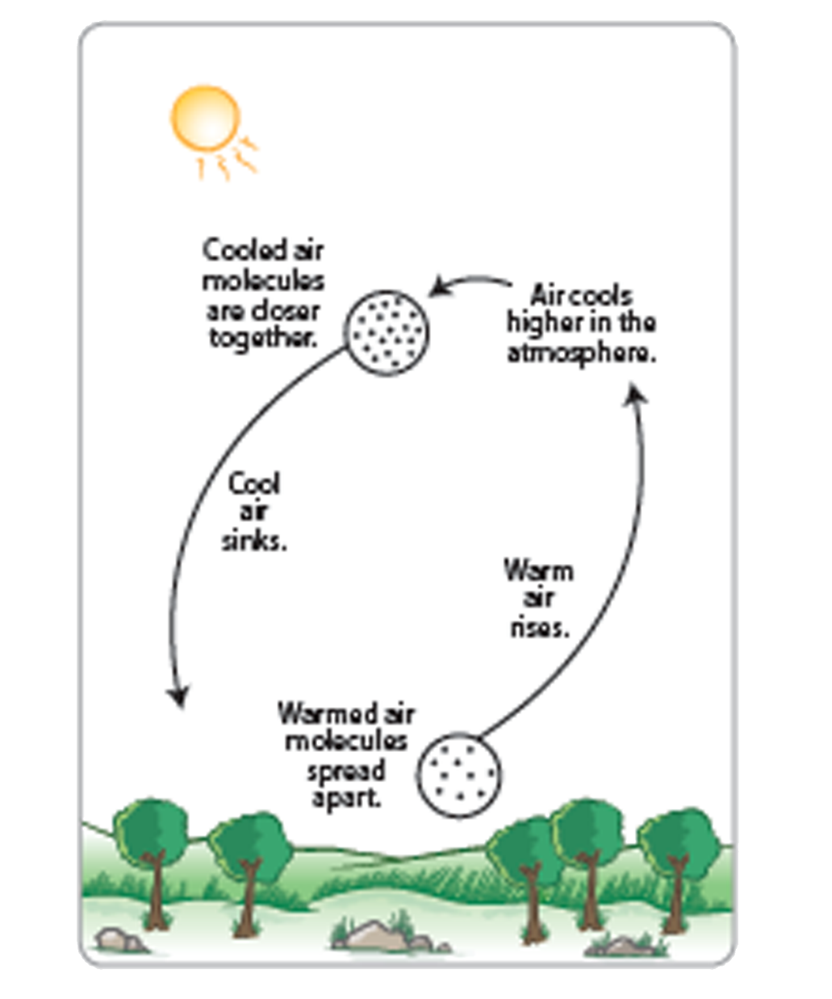 Cooled air
molecules
are closer
together.
Air cools
higher in the
atmosphere.
Cool
air
sinks.
Warm
air
rises.
Warmed air
molecules
spread
apart.